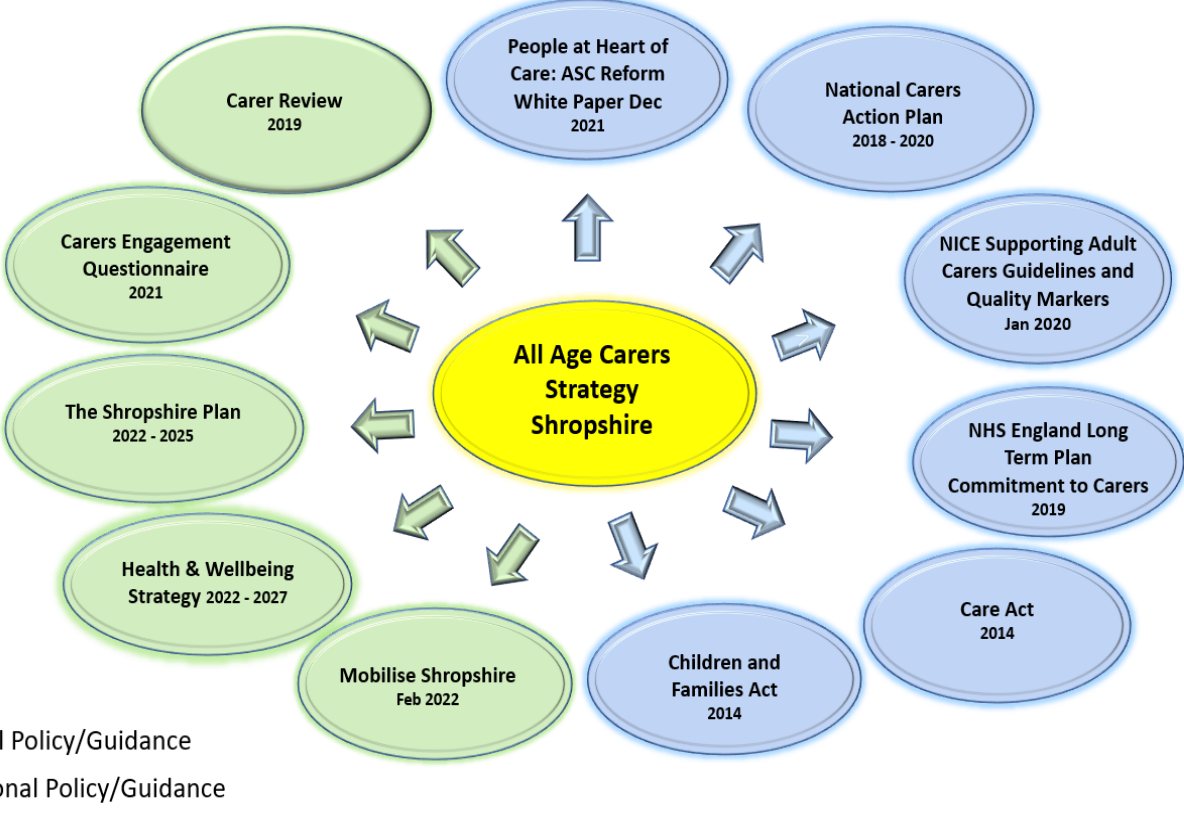 People at Heart of
Care: ASC Reform
White Paper Dec
2021
National Carers
Action Plan
2018 - 2020
Carer Review
2019
Carers Engagement
Questionnaire
2021
NICE Supporting Adult
Carers Guidelines and
Quality Markers
Jan 2020
All Age Carers
Strategy
Shropshire
The Shropshire Plan
2022 - 2025
NHS England Long
Term Plan
Commitment to Carers
2019
Health & Wellbeing
Strategy 2022 - 2027
Care Act
2014
Mobilise Shropshire
Feb 2022
Children and
Families Act
2014
Policy/Guidance
Policy/Guidance